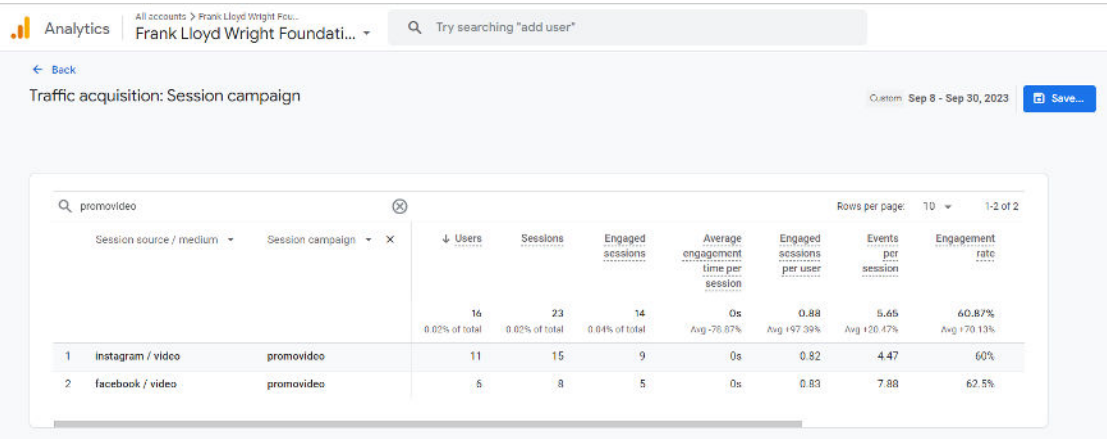 All accounts > Frank Lloyd Wright Fou...
Analytics
Frank Lloyd Wright Foundati...
Try searching "add user"
Back
Traffic acquisition: Session campaign
Custom Sep 8 - Sep 30, 2023
Save...
promovideo
Rows per page: 10
1-2 of 2
Session source / medium
Session campaign
Users
Sessions
Engaged sessions
Average engagement time per session
Engaged sessions per user
Events per session
Engagement rate
16 23 14 0s 0.88 5.65 60.87%
0.02% of total 0.02% of total 0.04% of total Avg -78.87% Avg +97.39% Avg +20.47% Avg +70.13%
1 instagram / video promovideo 11 15 9 0s 0.82 4.47 60%
2 facebook / video promovideo 6 8 5 0s 0.83 7.88 62.5%